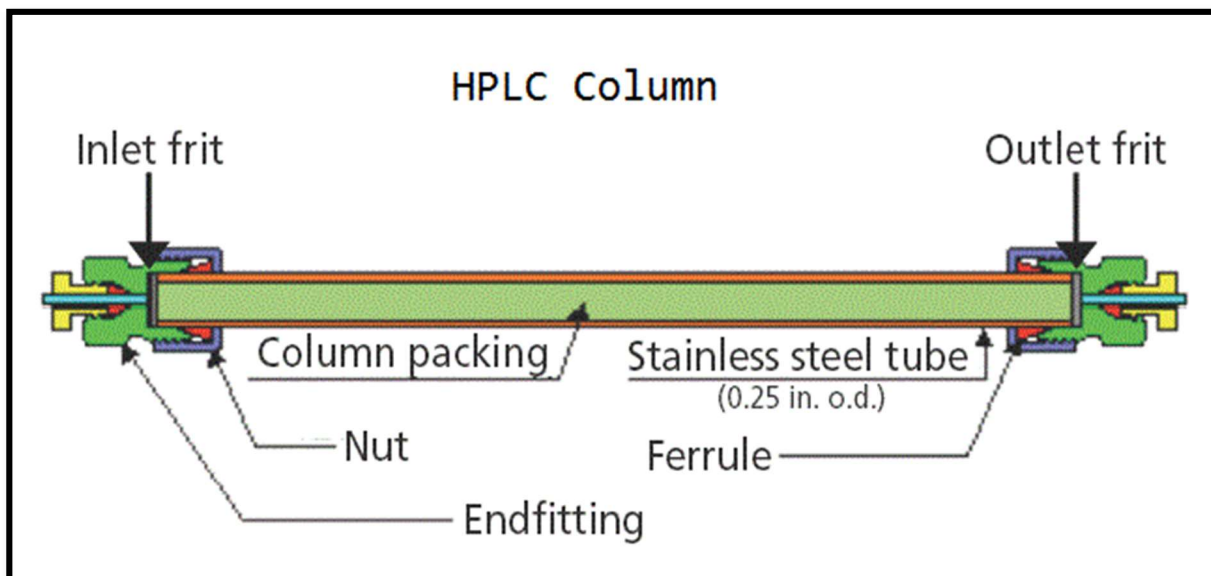 HPLC Column
Inlet frit
Outlet frit
Column packing
Stainless steel tube
(0.25 in. o.d.)
Nut
Ferrule
Endfitting